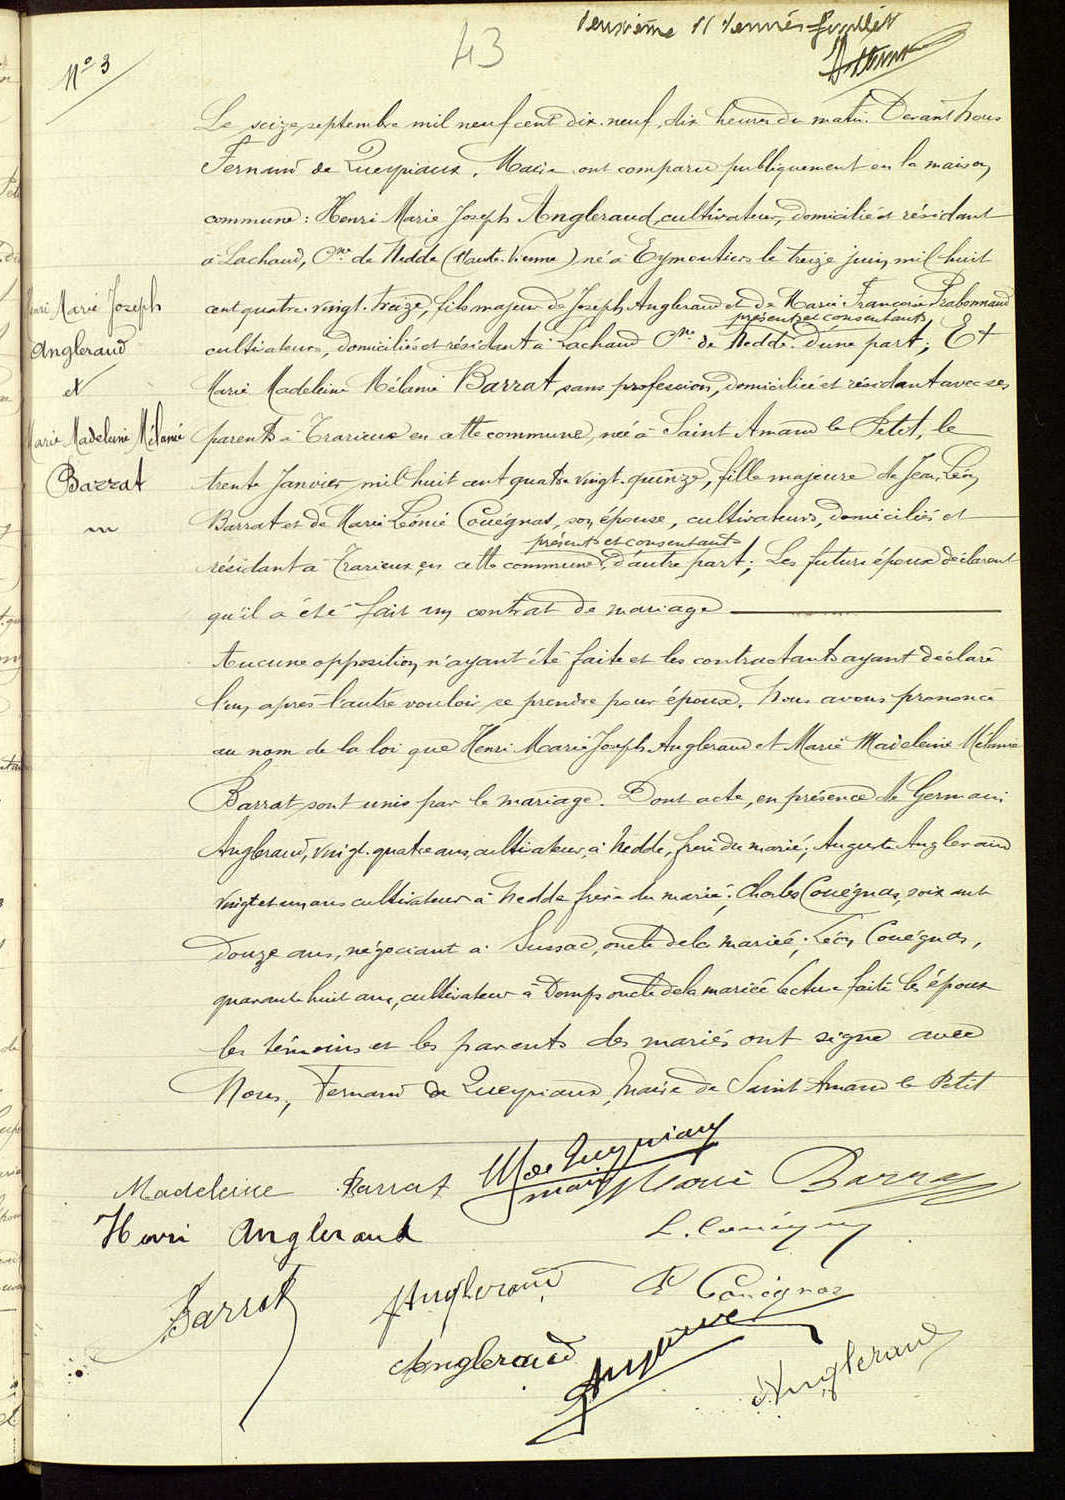 43
Deuxième et dernier feuillet
N° 3
Le seize septembre mil neuf cent dix-neuf, dix heures du matin. Devant Nous
Fernand de Queyriaux, Maire ont comparu publiquement en la maison
commune : Henri Marie Joseph Angleraud cultivateur, domicilié et résidant
à Lachaud, Cne de Nedde (Haute-Vienne) né à Eymoutiers le treize juin mil huit
cent quatre-vingt-treize, fils majeur de Joseph Angleraud et de Marie Françoise
présents et consentants
cultivateurs, domiciliés et résidant à Lachaud Cne de Nedde. D'une part ; Et
Marie Madeleine Mélanie Barrat, sans profession, domiciliée et résidant avec ses
parents à Trarieux en cette commune, née à Saint Amand le Petit, le
trente Janvier mil huit cent quatre vingt-quinze, fille majeure de Jean Léon
Barrat et de Marie Léonie Couégnas, son épouse, cultivateurs, domiciliés et
présents et consentants
résidant à Trarieux, en cette commune, d'autre part ; Les futurs époux déclarent
qu'il a été fait un contrat de mariage
Aucune opposition n'ayant été faite et les contractants ayant déclaré
l'un après l'autre vouloir se prendre pour époux, Nous avons prononcé
au nom de la loi que Henri Marie Joseph Angleraud et Marie Madeleine Mélanie
Barrat, sont unis par le mariage. Dont acte, en présence de Germain
Angleraud, vingt-quatre ans, cultivateur, à Nedde, frère du marié ; Auguste Angleraud
vingt et un ans cultivateur à Nedde frère du marié ; Charles Couégnas, soixante
Douze ans, négociant à Sussac, oncle de la mariée ; Léon Couégnas,
quarante huit ans, cultivateur à Domps oncle de la mariée Lecture faite les époux
les témoins et les parents des mariés ont signé avec
Nous, Fernand de Queyriaux, Maire de Saint Amand le Petit
Henri Marie Joseph
Angleraud
et
Marie Madeleine Mélanie
Barrat
Madeleine Barrat
de Queyriaux
maire
Barrat
Henri Angleraud
L. Couégnas
Barrat
Angleraud
Ch Couégnas
Angleraud
Angleraud